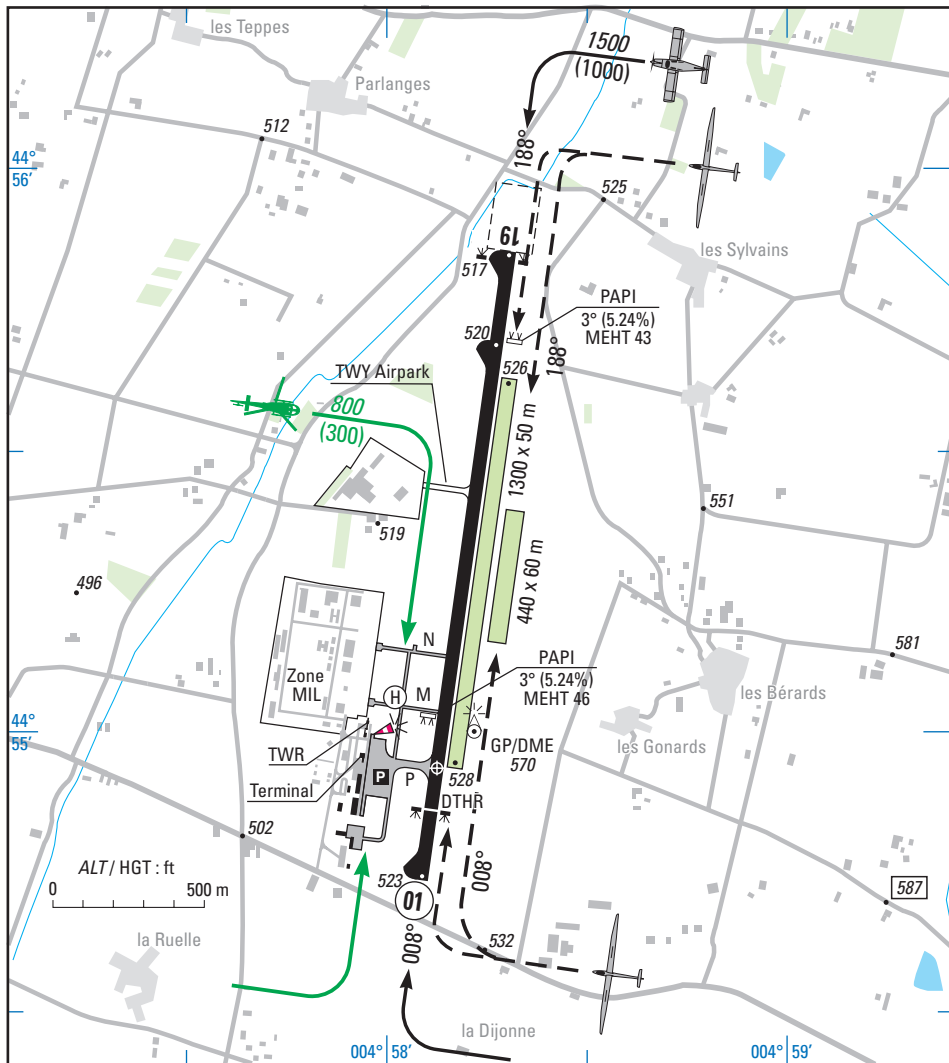 les Teppes
1500
(1000)
Parlanges
512
188°
44°
56'
525
19
les Sylvains
517
PAPI
3° (5.24%)
MEHT 43
520
188°
TWY Airpark
526
800
(300)
1300 x 50 m
551
519
440 x 60 m
496
N
581
Zone
MIL
PAPI
3° (5.24%)
MEHT 46
H
M
les Bérards
44°
55'
les Gonards
TWR
GP/DME
570
P
P
528
Terminal
DTHR
502
ALT / HGT : ft
0
500 m
523
008°
587
01
la Ruelle
008°
532
la Dijonne
004° 58'
004° 59'